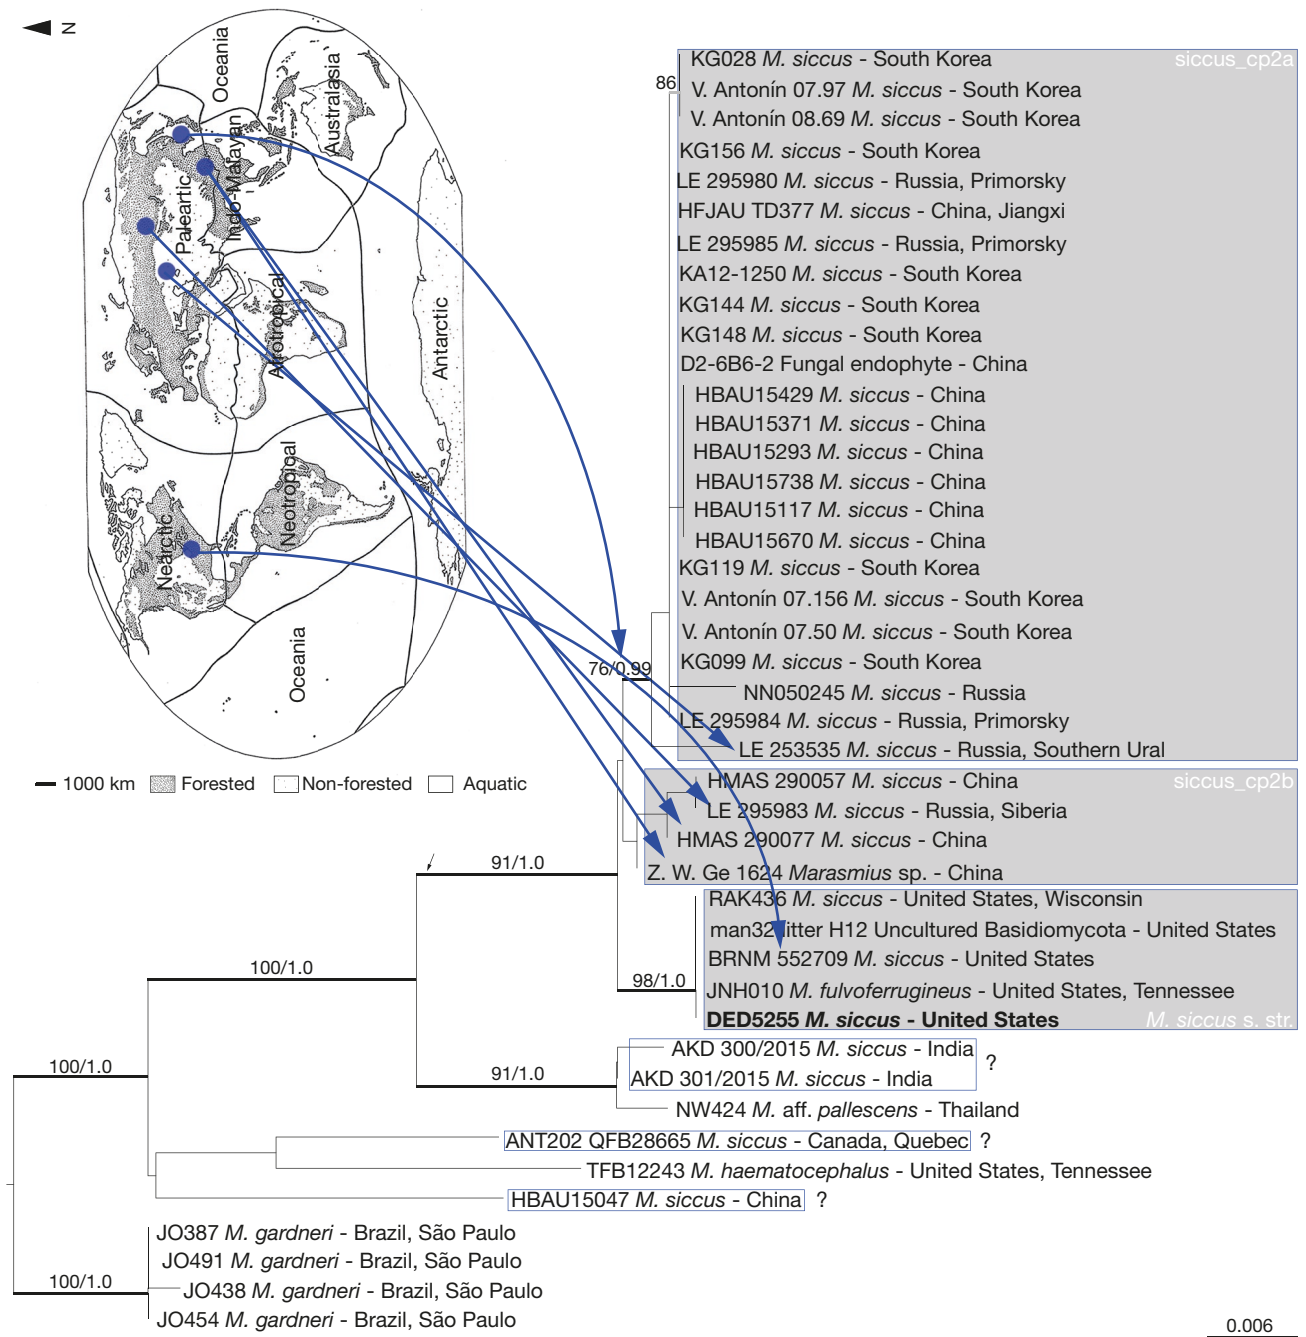 N
Oceania
Australasia
Indo-Malayan
Paleartic
Afrotropical
Antarctic
Neotropical
Nearctic
Oceania
1000 km Forested Non-forested Aquatic
siccus_cp2a
86
KG028 M. siccus - South Korea
V. Antonín 07.97 M. siccus - South Korea
V. Antonín 08.69 M. siccus - South Korea
KG156 M. siccus - South Korea
LE 295980 M. siccus - Russia, Primorsky
HFJAU TD377 M. siccus - China, Jiangxi
LE 295985 M. siccus - Russia, Primorsky
KA12-1250 M. siccus - South Korea
KG144 M. siccus - South Korea
KG148 M. siccus - South Korea
D2-6B6-2 Fungal endophyte - China
HBAU15429 M. siccus - China
HBAU15371 M. siccus - China
HBAU15293 M. siccus - China
HBAU15738 M. siccus - China
HBAU15117 M. siccus - China
HBAU15670 M. siccus - China
KG119 M. siccus - South Korea
V. Antonín 07.156 M. siccus - South Korea
V. Antonín 07.50 M. siccus - South Korea
KG099 M. siccus - South Korea
76/0.99
NN050245 M. siccus - Russia
LE 295984 M. siccus - Russia, Primorsky
LE 253535 M. siccus - Russia, Southern Ural
siccus_cp2b
HMAS 290057 M. siccus - China
LE 295983 M. siccus - Russia, Siberia
HMAS 290077 M. siccus - China
Z. W. Ge 1624 Marasmius sp. - China
91/1.0
RAK436 M. siccus - United States, Wisconsin
man32 litter H12 Uncultured Basidiomycota - United States
BRNM 552709 M. siccus - United States
98/1.0
JNH010 M. fulvoferrugineus - United States, Tennessee
DED5255 M. siccus - United States
M. siccus s. str.
100/1.0
AKD 300/2015 M. siccus - India
?
AKD 301/2015 M. siccus - India
91/1.0
100/1.0
NW424 M. aff. pallescens - Thailand
ANT202 QFB28665 M. siccus - Canada, Quebec ?
TFB12243 M. haematocephalus - United States, Tennessee
HBAU15047 M. siccus - China ?
JO387 M. gardneri - Brazil, São Paulo
JO491 M. gardneri - Brazil, São Paulo
100/1.0
JO438 M. gardneri - Brazil, São Paulo
JO454 M. gardneri - Brazil, São Paulo
0.006